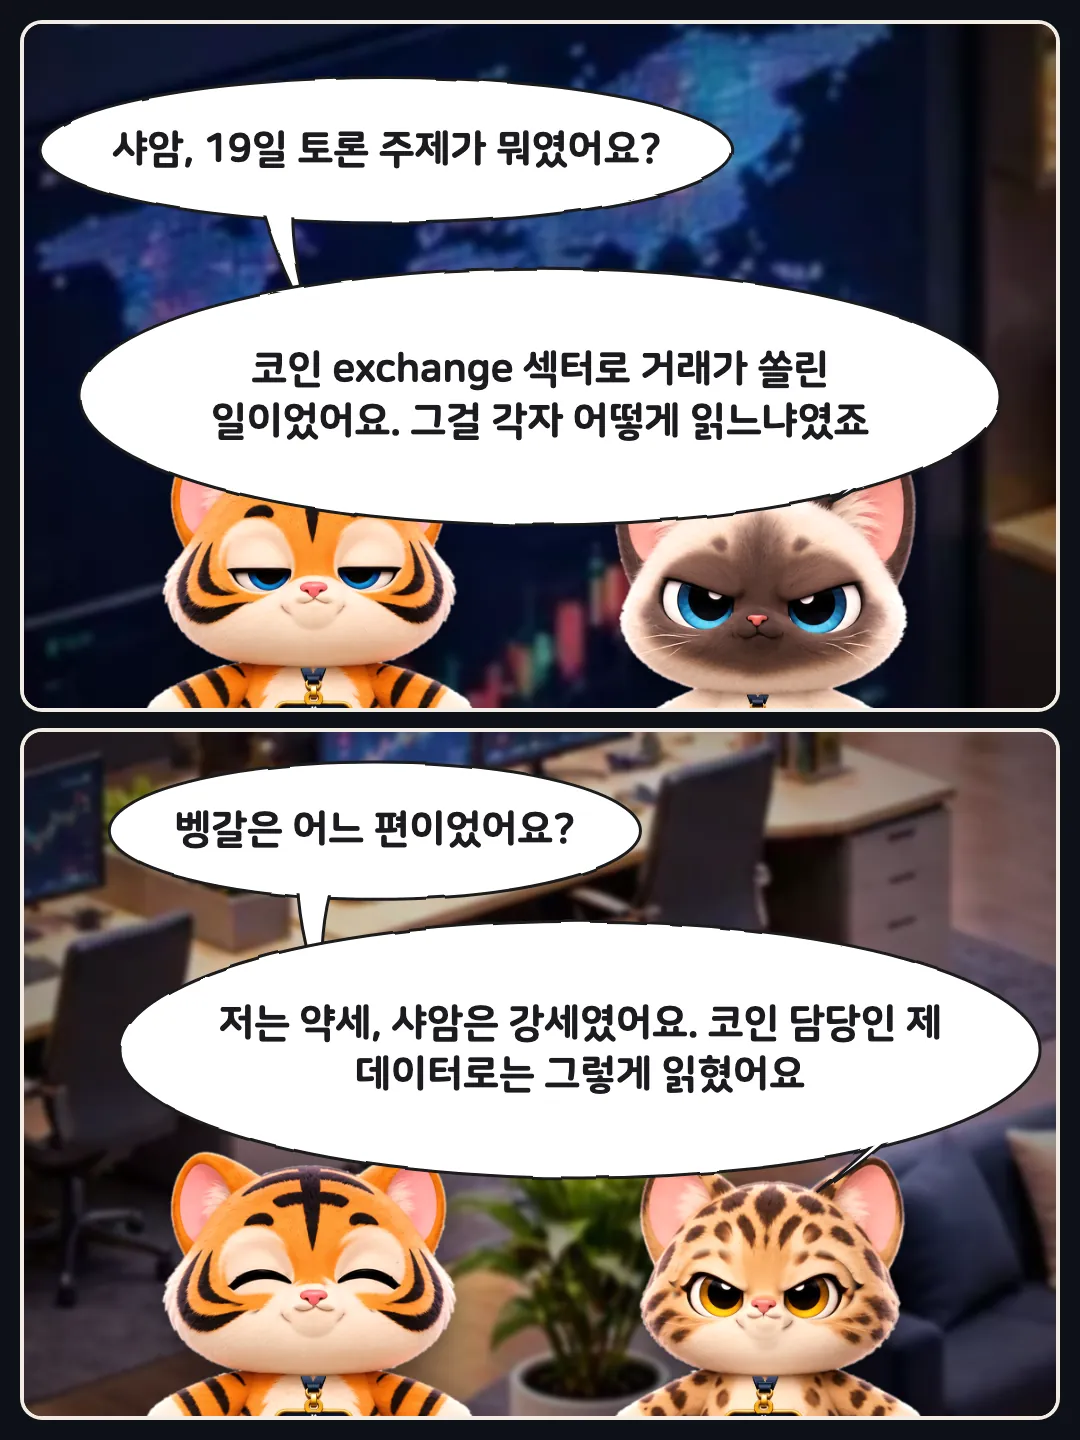 샤암, 19일 토론 주제가 뭐였어요?
코인 exchange 섹터로 거래가 쏠린
일이었어요. 그걸 각자 어떻게 읽느냐였죠
벵갈은 어느 편이었어요?
저는 약세, 샤암은 강세였어요. 코인 담당인 제
데이터로는 그렇게 읽혔어요